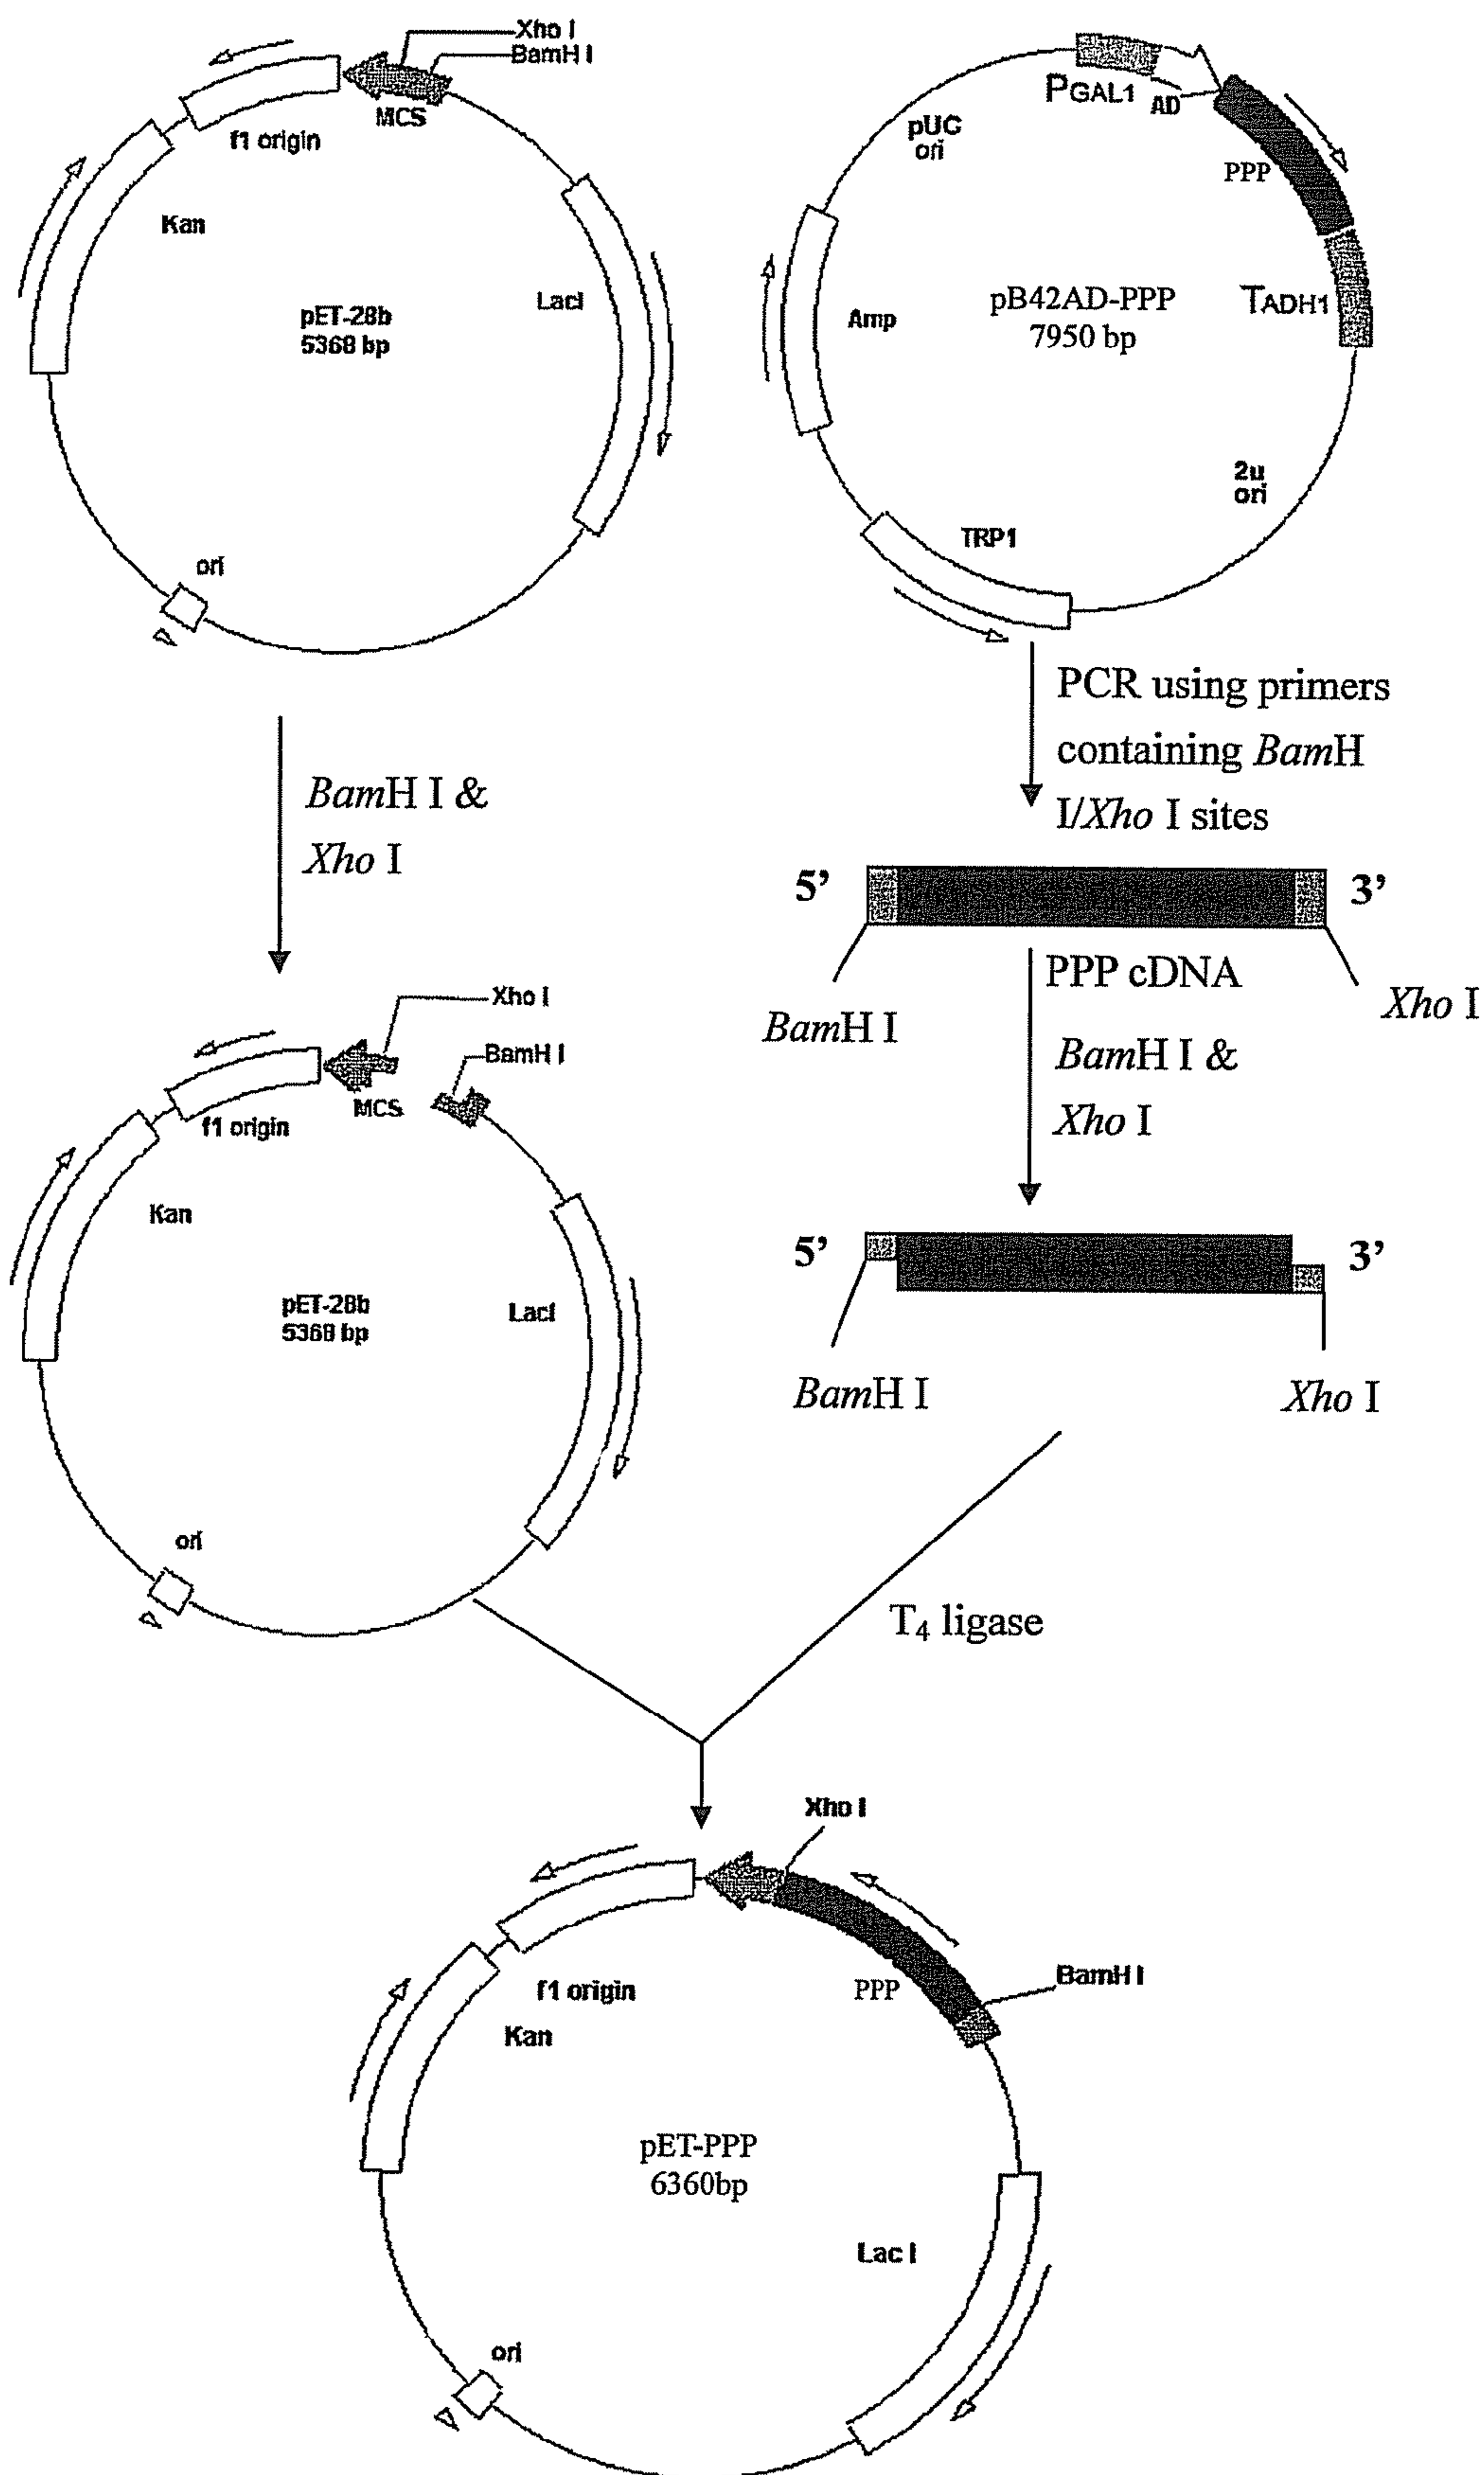 Xho I
BamH I
MCS
f1 origin
Kan
LacI
pET-28b
5368 bp
ori
PGAL1
AD
pUC
ori
PPP
pB42AD-PPP
7950 bp
TADH1
Amp
2u
ori
TRP1
PCR using primers
containing BamH
I/Xho I sites
BamH I &
Xho I
5’
3’
BamH I
PPP cDNA
Xho I
BamH I &
Xho I
Xho I
BamH I
MCS
f1 origin
Kan
pET-28b
5369 bp
LacI
ori
5’
3’
BamH I
Xho I
T4 ligase
Xho I
BamH I
PPP
f1 origin
Kan
pET-PPP
6360bp
Lac I
ori